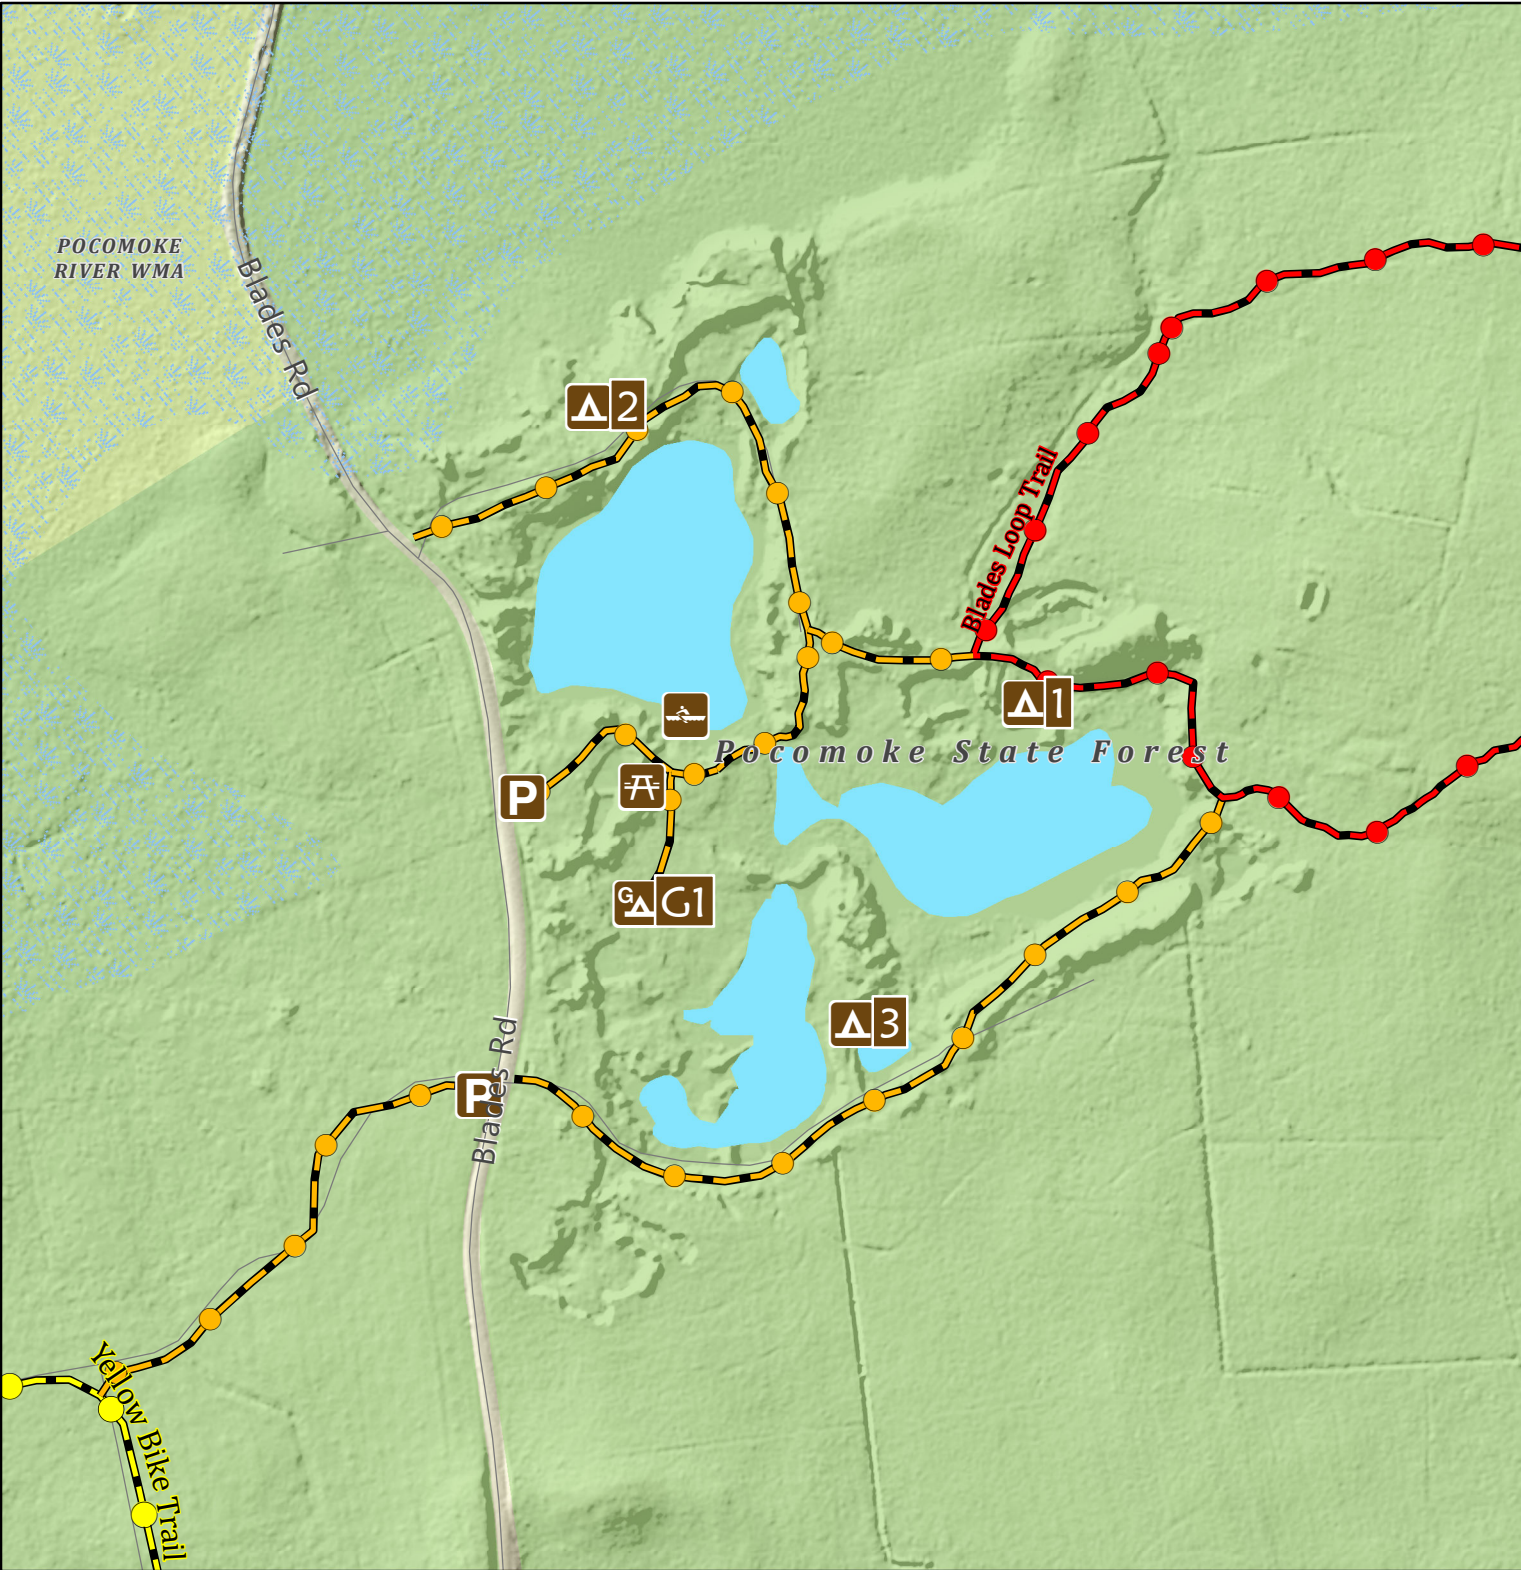 POCOMOKE
RIVER WMA
Blades Rd
2
Blades Loop Trail
1
Pocomoke State Forest
P
G
G1
3
Blades Rd
P
Yellow Bike Trail